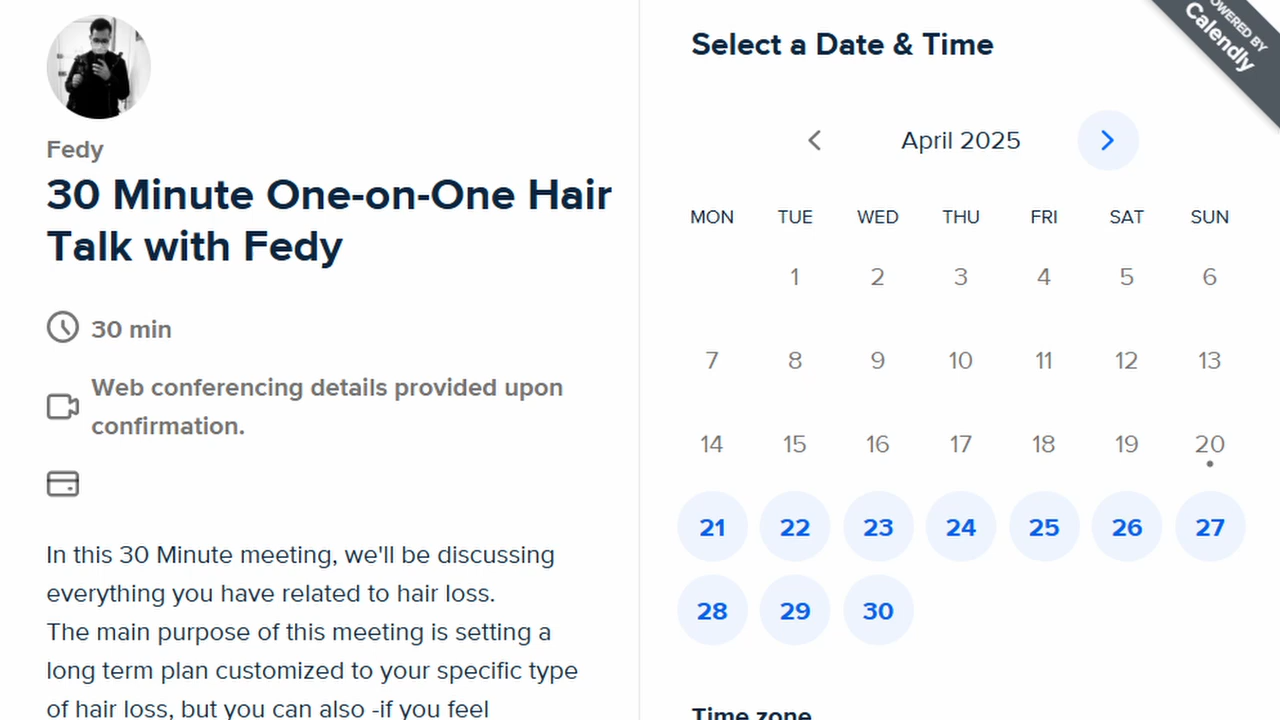 Fedy
30 Minute One-on-One Hair
Talk with Fedy
30 min
Web conferencing details provided upon
confirmation.
In this 30 Minute meeting, we'll be discussing
everything you have related to hair loss.
The main purpose of this meeting is setting a
long term plan customized to your specific type
of hair loss, but you can also -if you feel
Select a Date & Time
POWERED BY
Calendly
April 2025
MON TUE WED THU FRI SAT SUN
1 2 3 4 5 6
7 8 9 10 11 12 13
14 15 16 17 18 19 20
21 22 23 24 25 26 27
28 29 30
Time zone